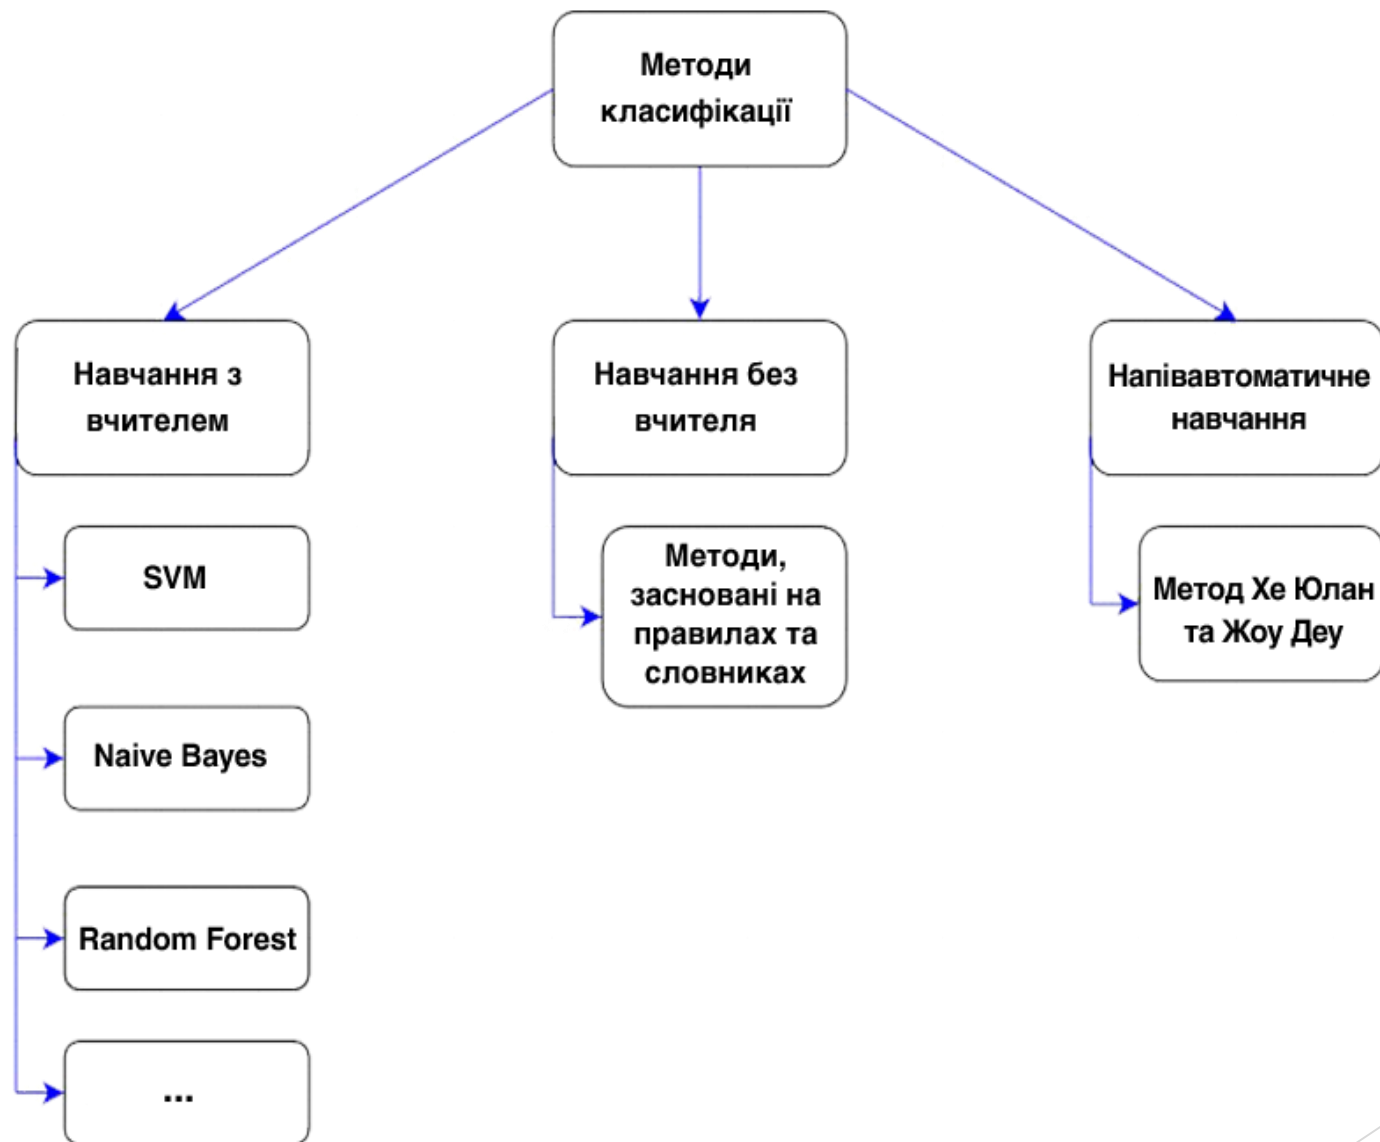 Методи
класифікації
Навчання з
вчителем
Навчання без
вчителя
Напівавтоматичне
навчання
SVM
Методи,
засновані на
правилах та
словниках
Метод Хе Юлан
та Жоу Деу
Naive Bayes
Random Forest
...